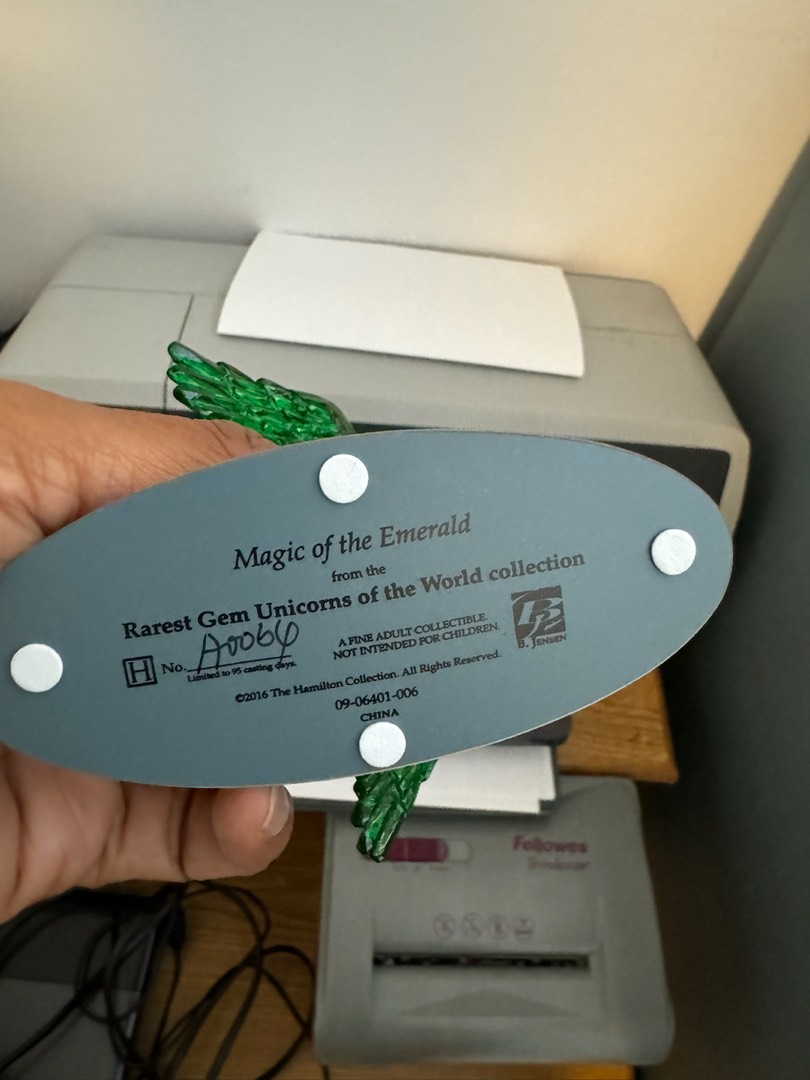 Magic of the Emerald
from the
Rarest Gem Unicorns of the World collection
H No. A0064
Limited to 95 casting days.
A FINE ADULT COLLECTIBLE.
NOT INTENDED FOR CHILDREN.
B. JENSEN
©2016 The Hamilton Collection. All Rights Reserved.
09-06401-006
CHINA
Fellowes